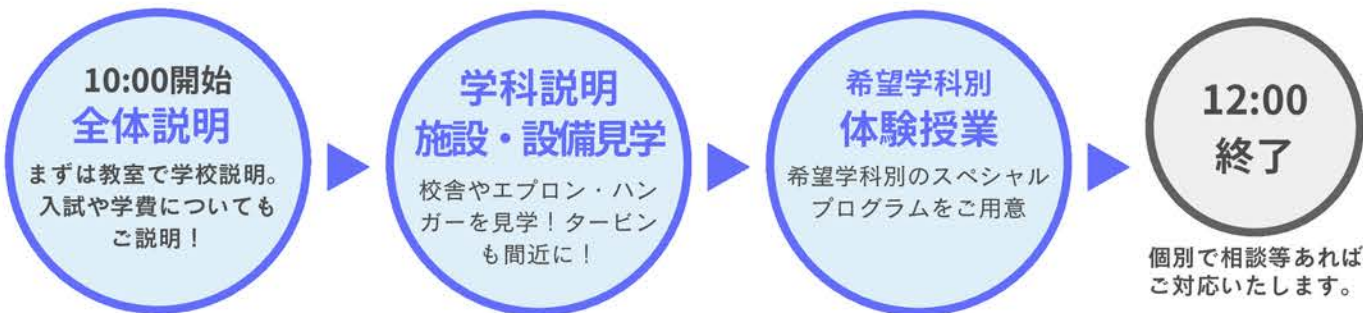 10:00開始
全体説明
まずは教室で学校説明。
入試や学費についても
ご説明！
学科説明
施設・設備見学
校舎やエプロン・ハン
ガーを見学！タービン
も間近に！
希望学科別
体験授業
希望学科別のスペシャル
プログラムをご用意
12:00
終了
個別で相談等あれば
ご対応いたします。